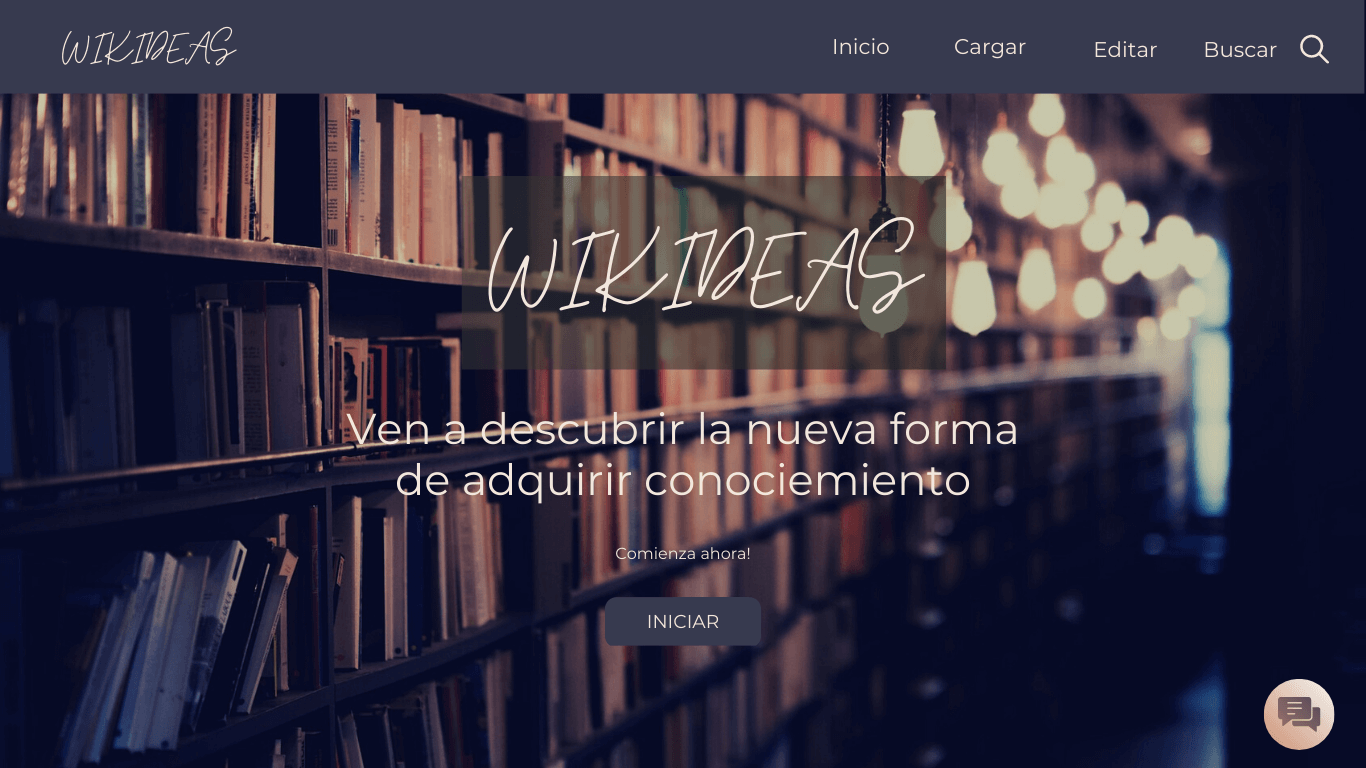 WIKIDEAS
Inicio
Cargar
Editar
Buscar
WIKIDEAS
Ven a descubrir la nueva forma
de adquirir conociemiento
Comienza ahora!
INICIAR